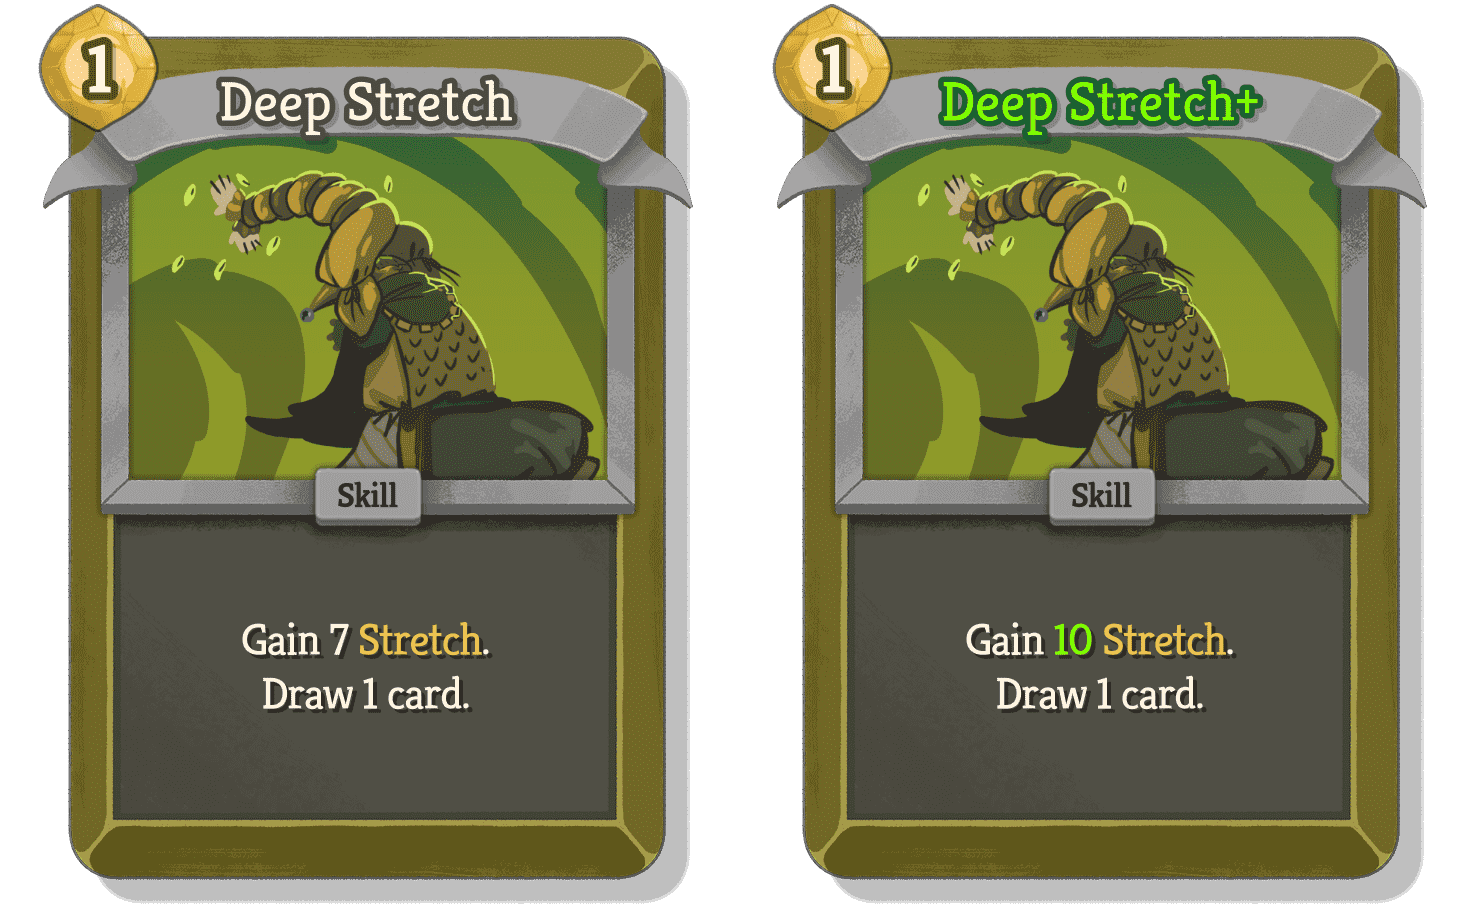 1
Deep Stretch
Skill
Gain 7 Stretch.
Draw 1 card.
1
Deep Stretch+
Skill
Gain 10 Stretch.
Draw 1 card.